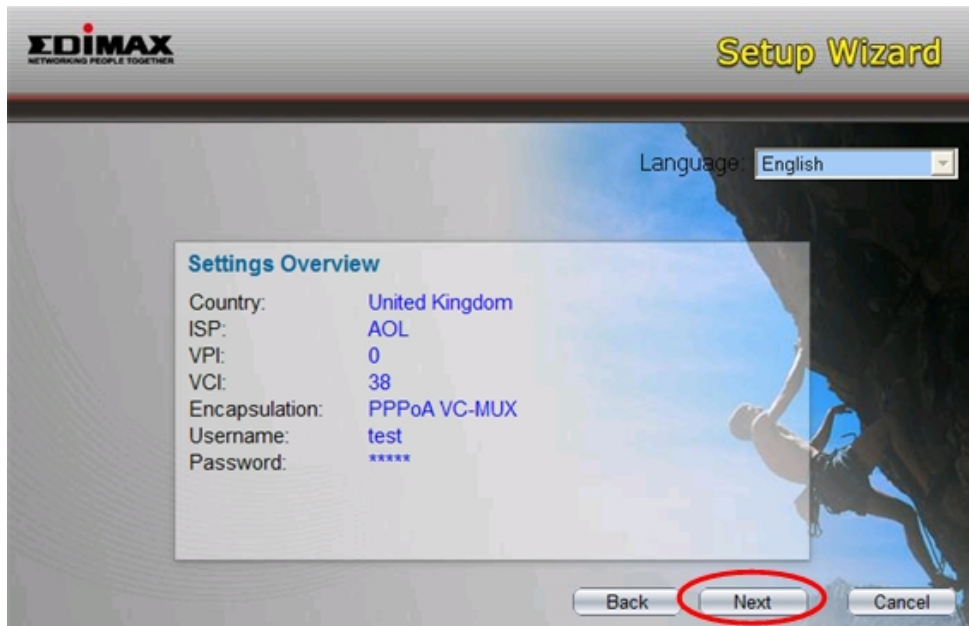 EDIMAX
NETWORKING PEOPLE TOGETHER
Setup Wizard
Language: English
Settings Overview
Country: United Kingdom
ISP: AOL
VPI: 0
VCI: 38
Encapsulation: PPPoA VC-MUX
Username: test
Password: *****
Back Next Cancel